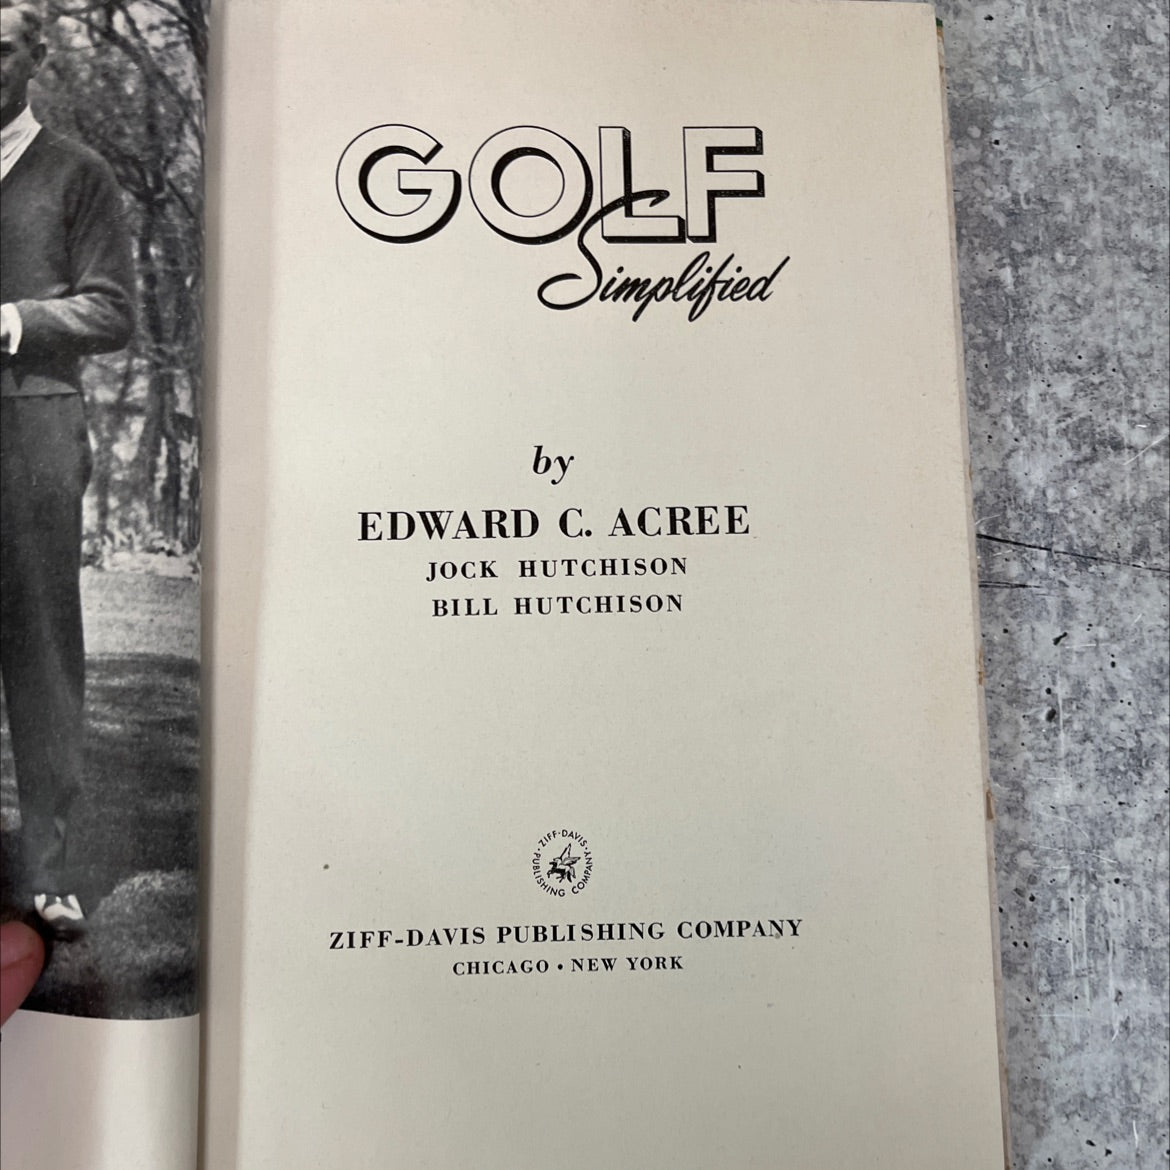 GOLF
Simplified
by
EDWARD C. ACREE
JOCK HUTCHISON
BILL HUTCHISON
· ZIFF-DAVIS · PUBLISHING COMPANY
ZIFF-DAVIS PUBLISHING COMPANY
CHICAGO • NEW YORK